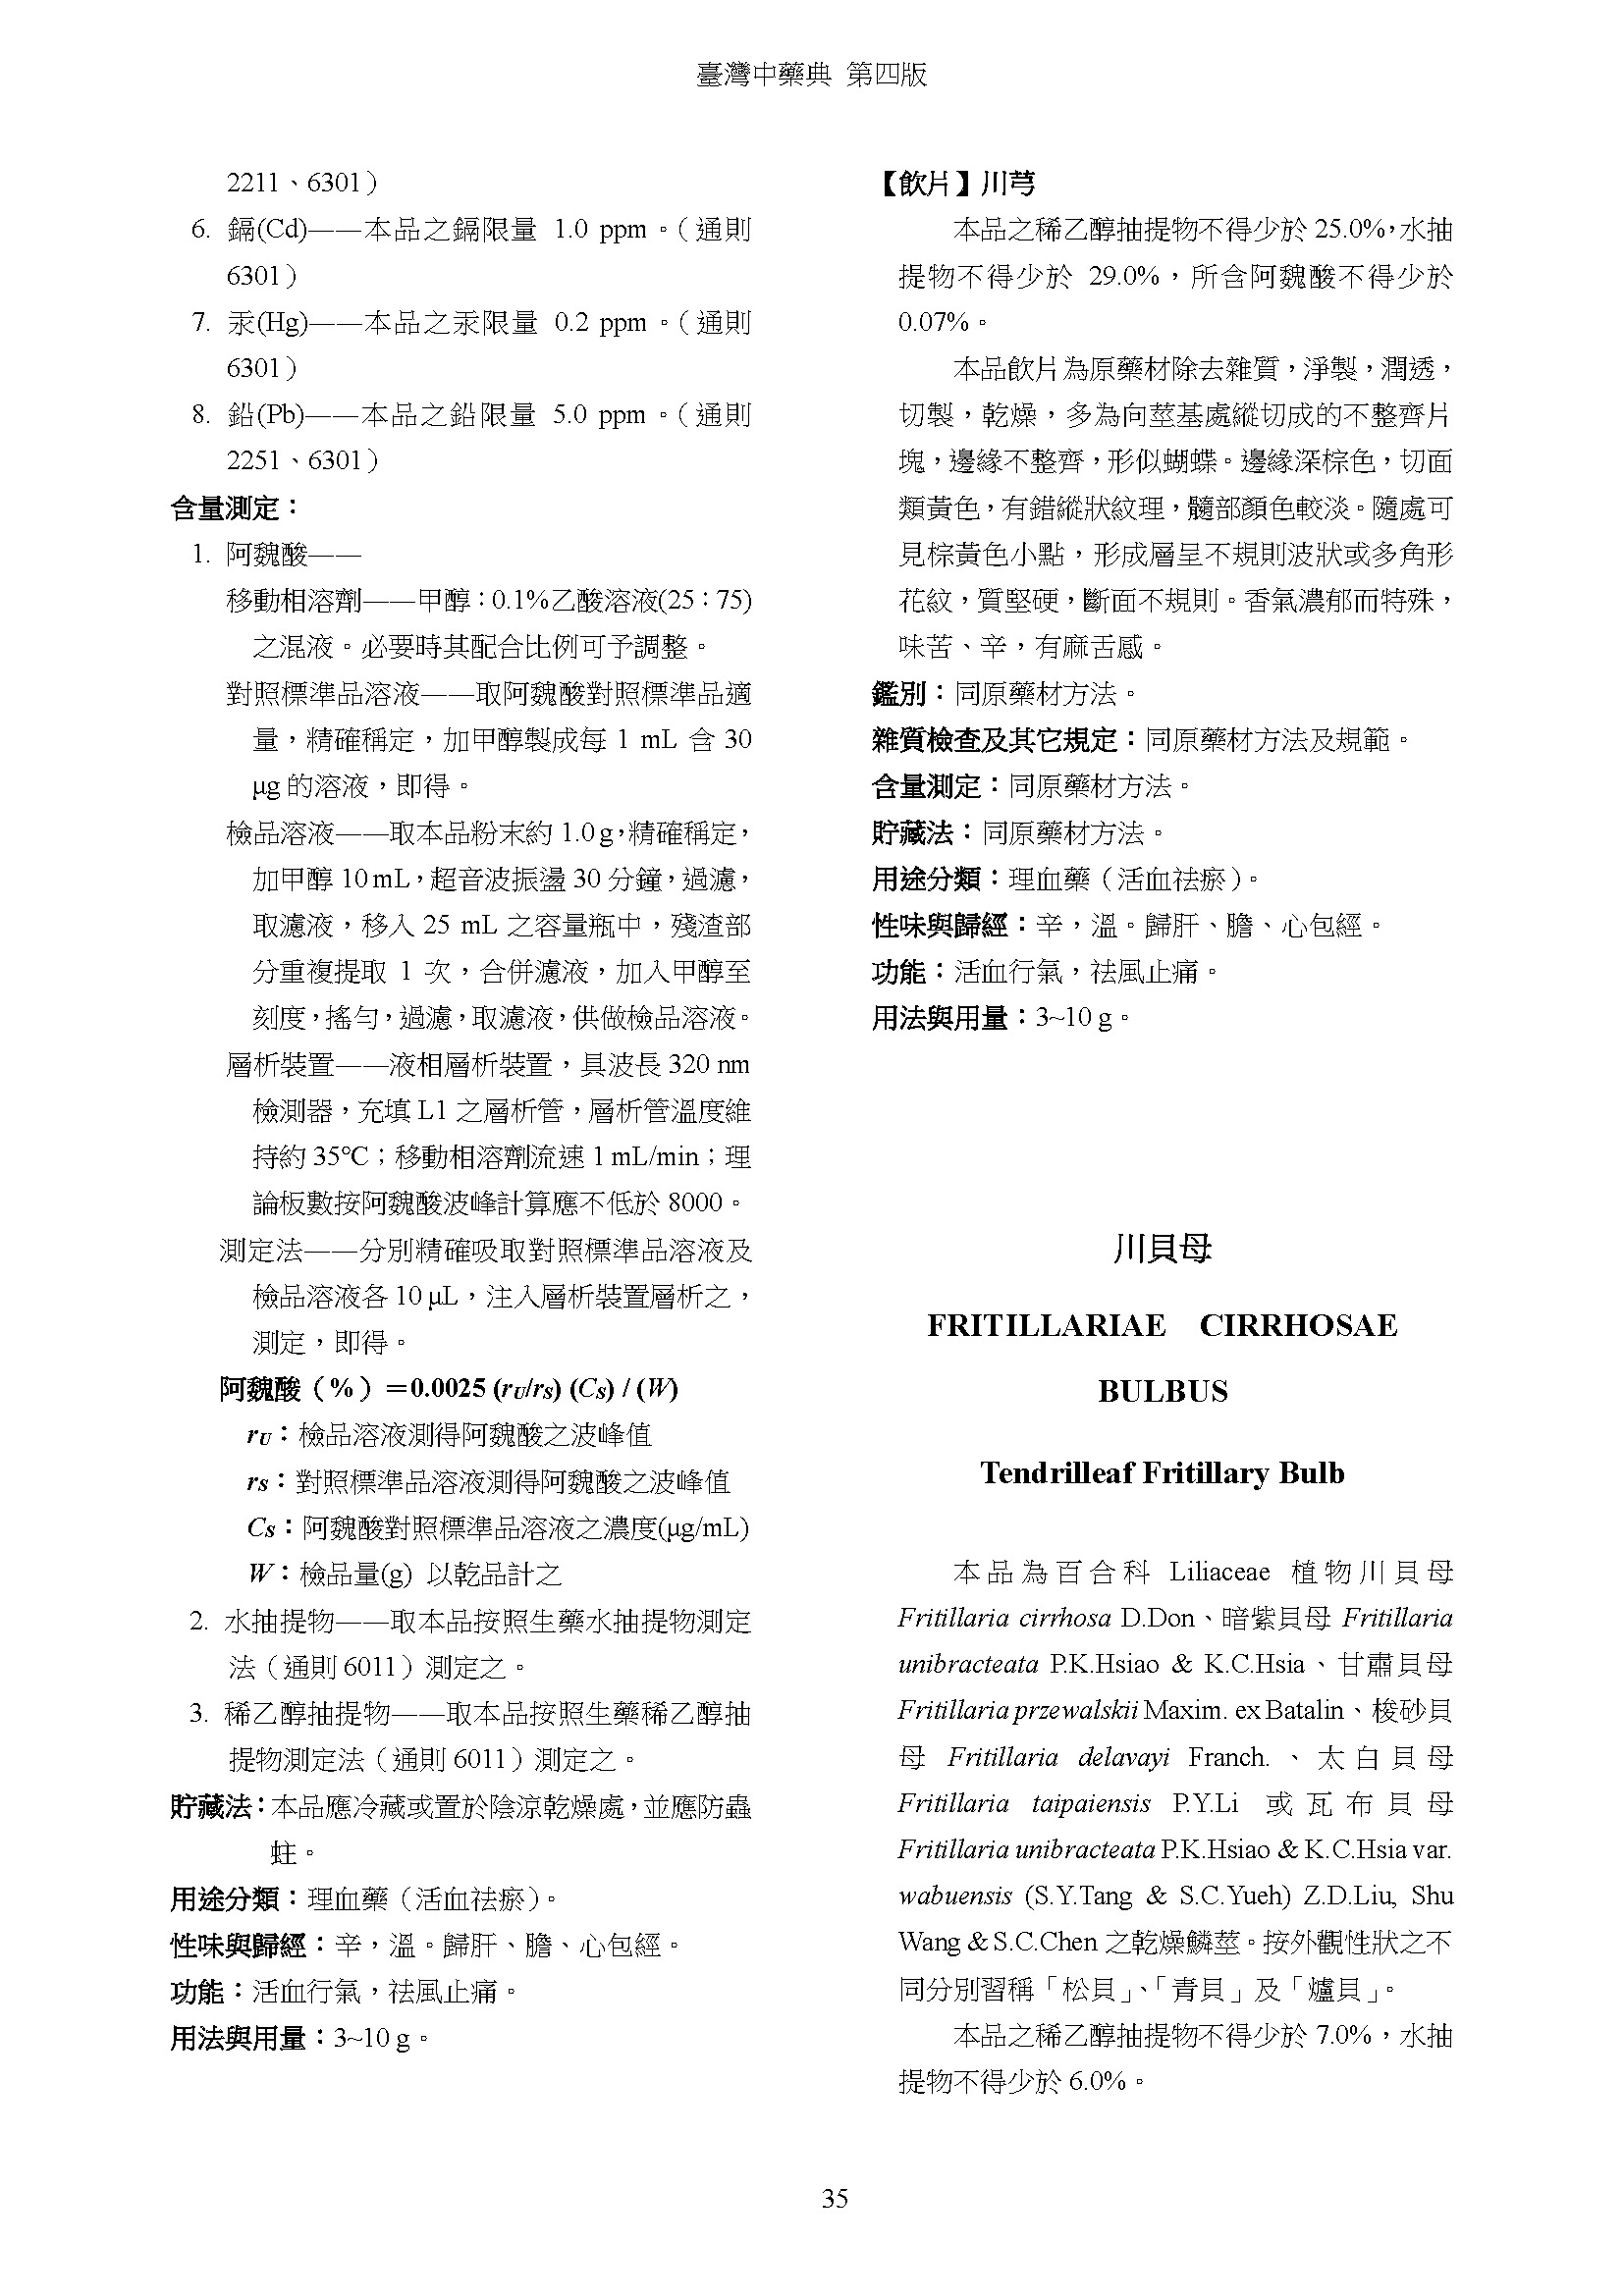 臺灣中藥典 第四版
2211、6301）
6. 鎘(Cd)——本品之鎘限量 1.0 ppm。（通則
6301）
7. 汞(Hg)——本品之汞限量 0.2 ppm。（通則
6301）
8. 鉛(Pb)——本品之鉛限量 5.0 ppm。（通則
2251、6301）
含量測定：
1. 阿魏酸——
移動相溶劑——甲醇：0.1%乙酸溶液(25：75)
之混液。必要時其配合比例可予調整。
對照標準品溶液——取阿魏酸對照標準品適
量，精確稱定，加甲醇製成每 1 mL 含 30
μg 的溶液，即得。
檢品溶液——取本品粉末約 1.0 g，精確稱定，
加甲醇 10 mL，超音波振盪 30 分鐘，過濾，
取濾液，移入 25 mL 之容量瓶中，殘渣部
分重複提取 1 次，合併濾液，加入甲醇至
刻度，搖勻，過濾，取濾液，供做檢品溶液。
層析裝置——液相層析裝置，具波長 320 nm
檢測器，充填 L1 之層析管，層析管溫度維
持約 35℃；移動相溶劑流速 1 mL/min；理
論板數按阿魏酸波峰計算應不低於 8000。
測定法——分別精確吸取對照標準品溶液及
檢品溶液各 10 μL，注入層析裝置層析之，
測定，即得。
阿魏酸（%）＝0.0025 (rU/rS) (CS) / (W)
rU：檢品溶液測得阿魏酸之波峰值
rS：對照標準品溶液測得阿魏酸之波峰值
CS：阿魏酸對照標準品溶液之濃度(μg/mL)
W：檢品量(g) 以乾品計之
2. 水抽提物——取本品按照生藥水抽提物測定
法（通則 6011）測定之。
3. 稀乙醇抽提物——取本品按照生藥稀乙醇抽
提物測定法（通則 6011）測定之。
貯藏法：本品應冷藏或置於陰涼乾燥處，並應防蟲
蛀。
用途分類：理血藥（活血祛瘀）。
性味與歸經：辛，溫。歸肝、膽、心包經。
功能：活血行氣，祛風止痛。
用法與用量：3~10 g。
【飲片】川芎
本品之稀乙醇抽提物不得少於 25.0%，水抽
提物不得少於 29.0%，所含阿魏酸不得少於
0.07%。
本品飲片為原藥材除去雜質，淨製，潤透，
切製，乾燥，多為向莖基處縱切成的不整齊片
塊，邊緣不整齊，形似蝴蝶。邊緣深棕色，切面
類黃色，有錯縱狀紋理，髓部顏色較淡。隨處可
見棕黃色小點，形成層呈不規則波狀或多角形
花紋，質堅硬，斷面不規則。香氣濃郁而特殊，
味苦、辛，有麻舌感。
鑑別：同原藥材方法。
雜質檢查及其它規定：同原藥材方法及規範。
含量測定：同原藥材方法。
貯藏法：同原藥材方法。
用途分類：理血藥（活血祛瘀）。
性味與歸經：辛，溫。歸肝、膽、心包經。
功能：活血行氣，祛風止痛。
用法與用量：3~10 g。
川貝母
FRITILLARIAE CIRRHOSAE
BULBUS
Tendrilleaf Fritillary Bulb
本品為百合科 Liliaceae 植物川貝母
Fritillaria cirrhosa D.Don、暗紫貝母 Fritillaria
unibracteata P.K.Hsiao & K.C.Hsia、甘肅貝母
Fritillaria przewalskii Maxim. ex Batalin、梭砂貝
母 Fritillaria delavayi Franch.、太白貝母
Fritillaria taipaiensis P.Y.Li 或瓦布貝母
Fritillaria unibracteata P.K.Hsiao & K.C.Hsia var.
wabuensis (S.Y.Tang & S.C.Yueh) Z.D.Liu, Shu
Wang & S.C.Chen 之乾燥鱗莖。按外觀性狀之不
同分別習稱「松貝」、「青貝」及「爐貝」。
本品之稀乙醇抽提物不得少於 7.0%，水抽
提物不得少於 6.0%。
35